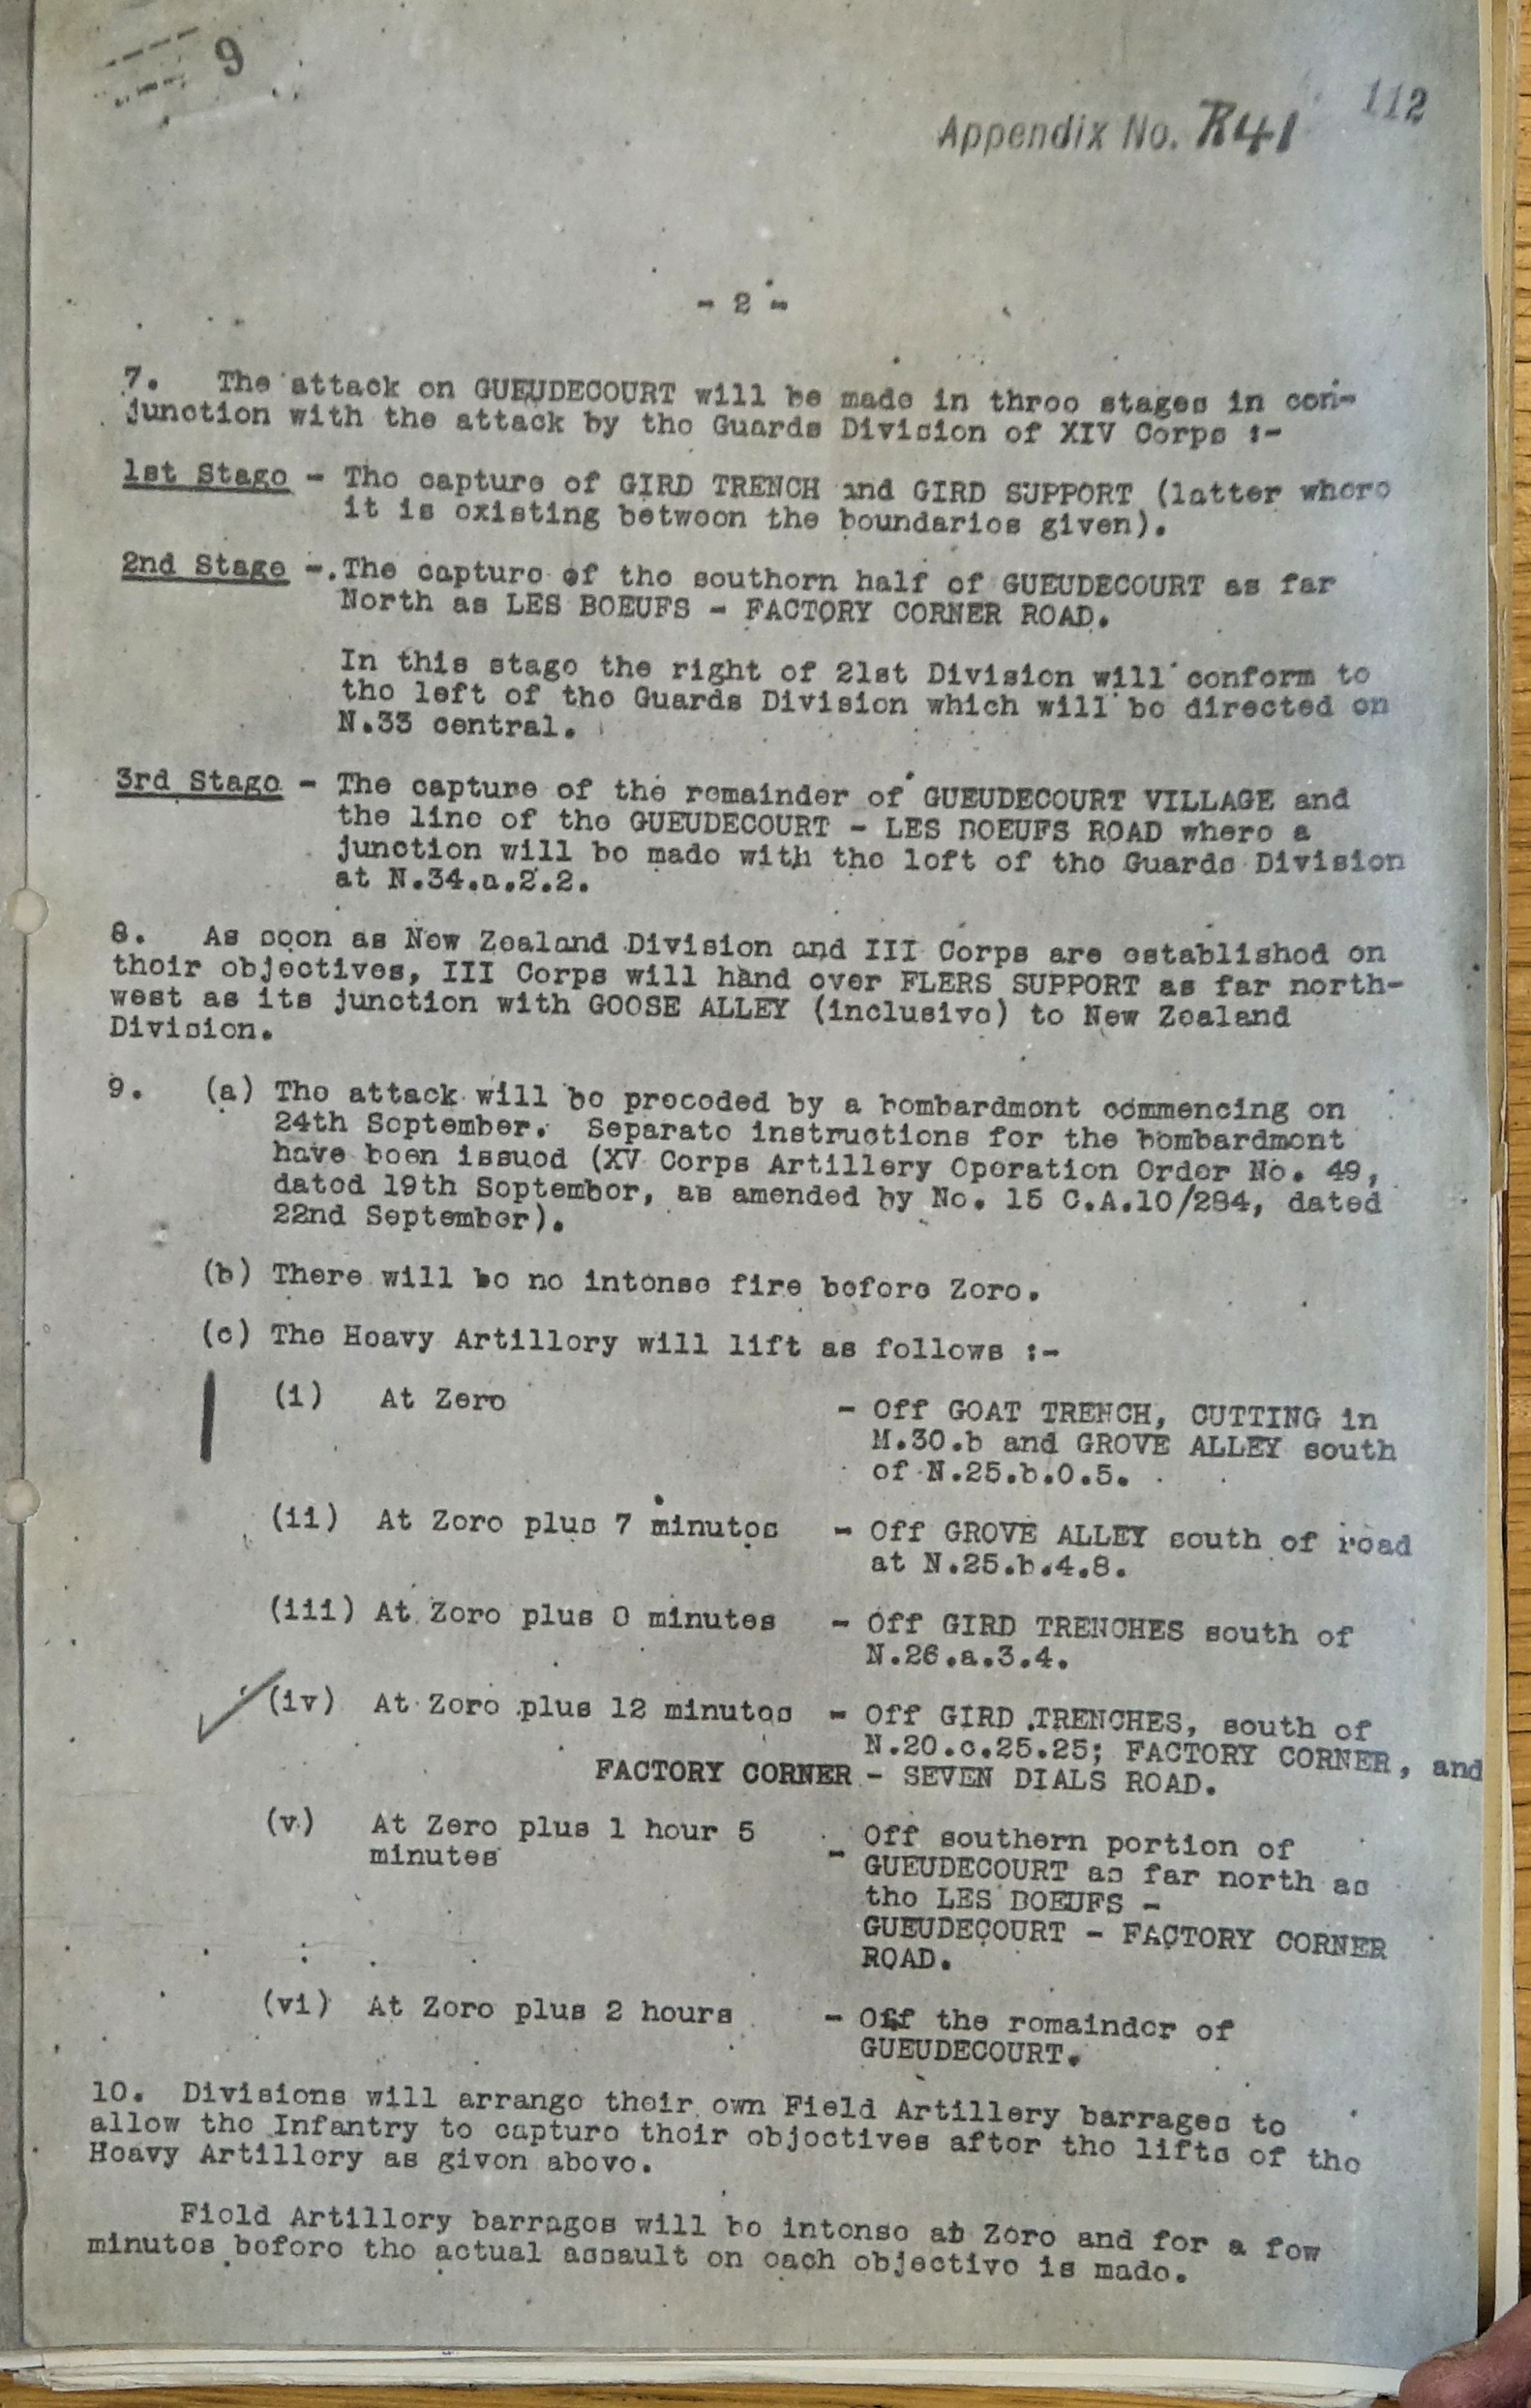 9
112
Appendix No. R41
- 2 -
7. The attack on GUEUDECOURT will be made in three stages in con-
junction with the attack by the Guards Division of XIV Corps :-
1st Stage - The capture of GIRD TRENCH and GIRD SUPPORT (latter where
it is existing between the boundaries given).
2nd Stage -. The capture of the southern half of GUEUDECOURT as far
North as LES BOEUFS - FACTORY CORNER ROAD.
In this stage the right of 21st Division will conform to
the left of the Guards Division which will be directed on
N.33 central.
3rd Stage - The capture of the remainder of GUEUDECOURT VILLAGE and
the line of the GUEUDECOURT - LES BOEUFS ROAD where a
junction will be made with the left of the Guards Division
at N.34.a.2.2.
8. As soon as New Zealand Division and III Corps are established on
their objectives, III Corps will hand over FLERS SUPPORT as far north-
west as its junction with GOOSE ALLEY (inclusive) to New Zealand
Division.
9. (a) The attack will be preceded by a bombardment commencing on
24th September. Separate instructions for the bombardment
have been issued (XV Corps Artillery Operation Order No. 49,
dated 19th September, as amended by No. 15 C.A.10/284, dated
22nd September).
(b) There will be no intense fire before Zero.
(c) The Heavy Artillery will lift as follows :-
(i) At Zero - Off GOAT TRENCH, CUTTING in
M.30.b and GROVE ALLEY south
of N.25.b.0.5.
(ii) At Zero plus 7 minutes - Off GROVE ALLEY south of road
at N.25.b.4.8.
(iii) At Zero plus 0 minutes - Off GIRD TRENCHES south of
N.26.a.3.4.
(iv) At Zero plus 12 minutes - Off GIRD TRENCHES, south of
N.20.c.25.25; FACTORY CORNER, and
FACTORY CORNER - SEVEN DIALS ROAD.
(v) At Zero plus 1 hour 5 - Off southern portion of
minutes GUEUDECOURT as far north as
the LES BOEUFS -
GUEUDECOURT - FACTORY CORNER
ROAD.
(vi) At Zero plus 2 hours - Off the remainder of
GUEUDECOURT.
10. Divisions will arrange their own Field Artillery barrages to
allow the Infantry to capture their objectives after the lifts of the
Heavy Artillery as given above.
Field Artillery barrages will be intense at Zero and for a few
minutes before the actual assault on each objective is made.